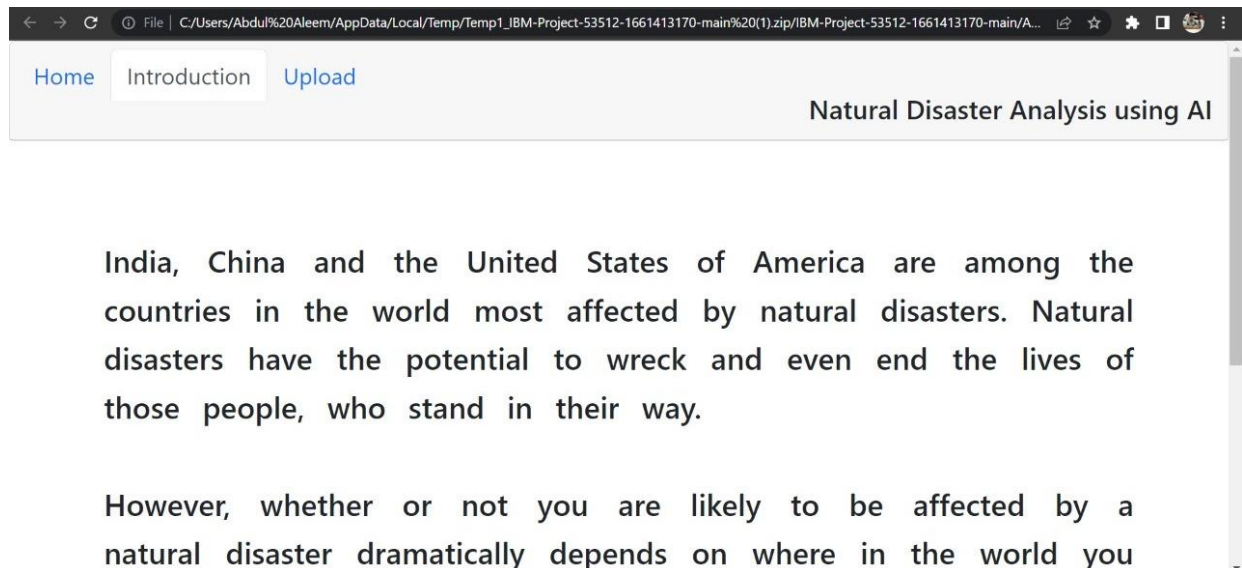 File | C:/Users/Abdul%20Aleem/AppData/Local/Temp/Temp1_IBM-Project-53512-1661413170-main%20(1).zip/IBM-Project-53512-1661413170-main/A...
Home Introduction Upload
Natural Disaster Analysis using AI
India, China and the United States of America are among the
countries in the world most affected by natural disasters. Natural
disasters have the potential to wreck and even end the lives of
those people, who stand in their way.
However, whether or not you are likely to be affected by a
natural disaster dramatically depends on where in the world you